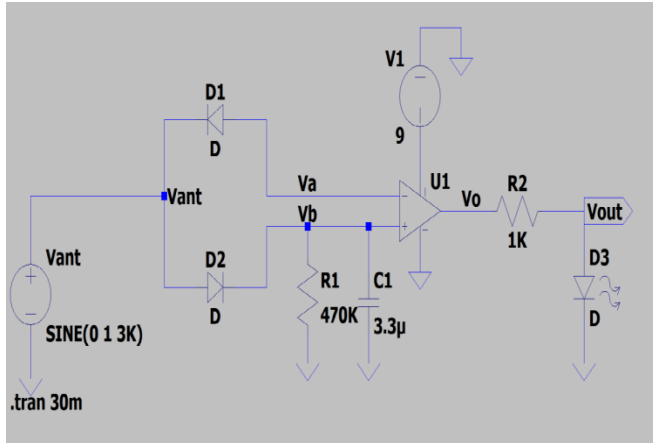 V1
9
D1
D
Va
U1
Vo
R2
1K
Vout
Vant
Vb
D2
D
R1
470K
C1
3.3µ
D3
D
Vant
SINE(0 1 3K)
.tran 30m